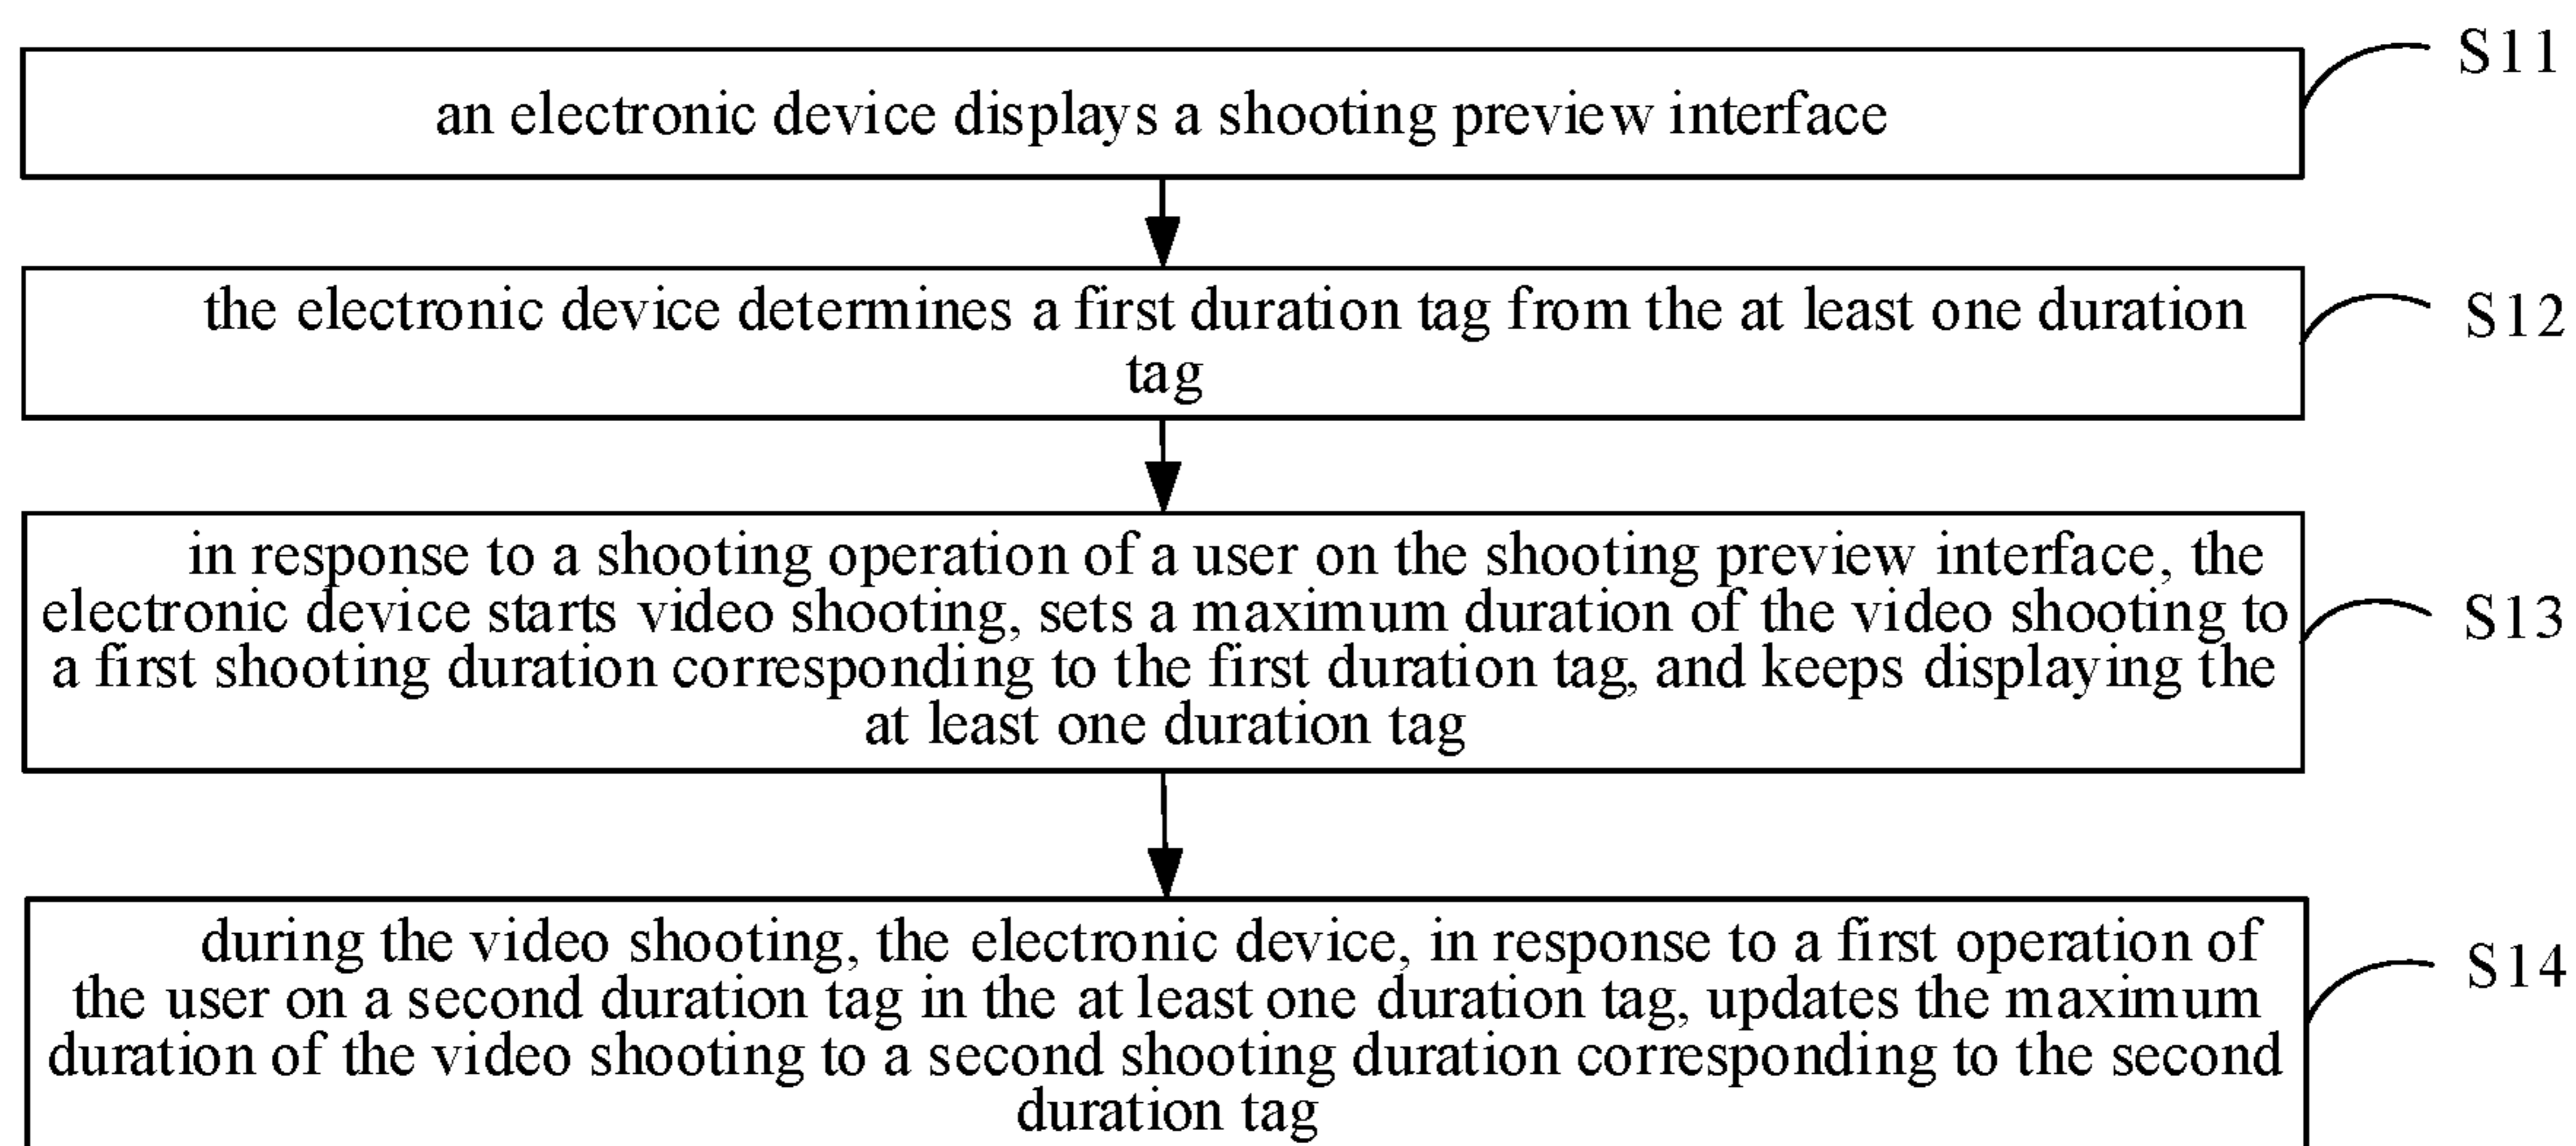 S11
an electronic device displays a shooting preview interface
the electronic device determines a first duration tag from the at least one duration
tag
S12
in response to a shooting operation of a user on the shooting preview interface, the
electronic device starts video shooting, sets a maximum duration of the video shooting to
a first shooting duration corresponding to the first duration tag, and keeps displaying the
at least one duration tag
S13
during the video shooting, the electronic device, in response to a first operation of
the user on a second duration tag in the at least one duration tag, updates the maximum
duration of the video shooting to a second shooting duration corresponding to the second
duration tag
S14